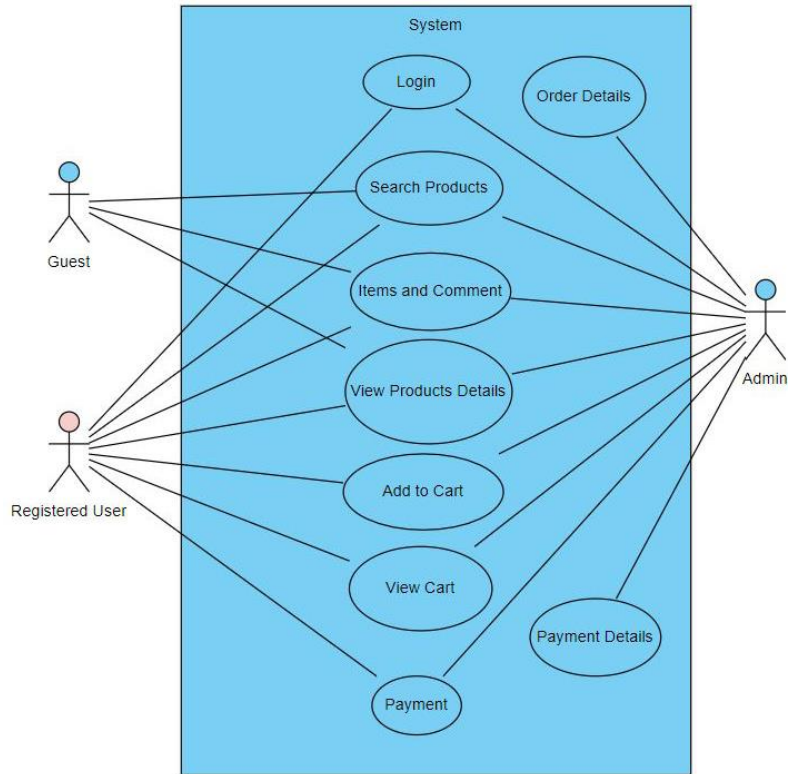 System
Login
Order Details
Search Products
Guest
Items and Comment
Admin
View Products Details
Registered User
Add to Cart
View Cart
Payment Details
Payment